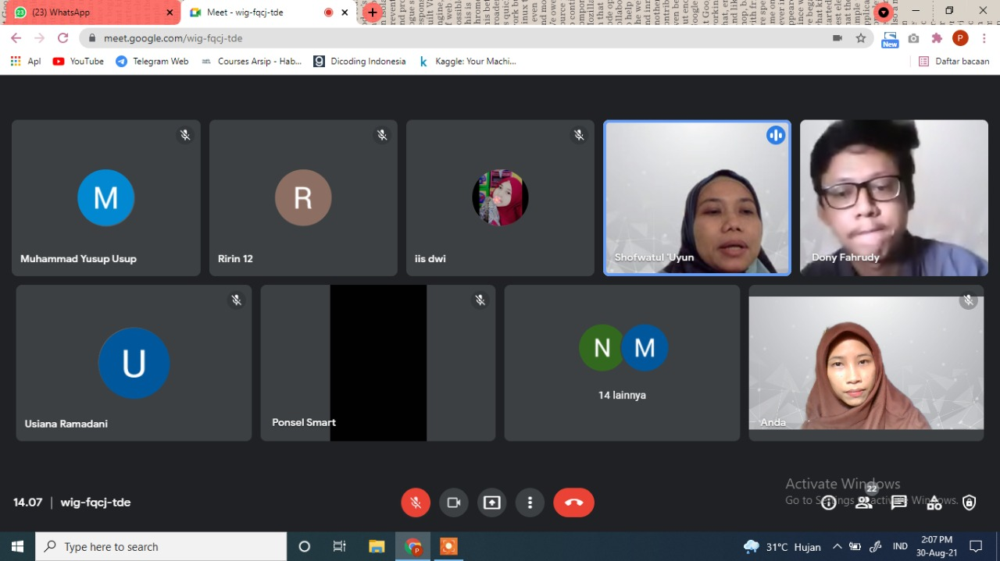 (23) WhatsApp
Meet - wig-fqcj-tde
meet.google.com/wig-fqcj-tde
New
P
Apl
YouTube
Telegram Web
Courses Arsip - Hab...
Dicoding Indonesia
Kaggle: Your Machi...
Daftar bacaan
M
Muhammad Yusup Usup
R
Ririn 12
iis dwi
Shofwatul 'Uyun
Dony Fahrudy
U
Usiana Ramadani
Ponsel Smart
N M
14 lainnya
Anda
Activate Windows
Go to Settings to activate Windows.
14.07 | wig-fqcj-tde
22
Type here to search
31°C Hujan
IND
2:07 PM
30-Aug-21